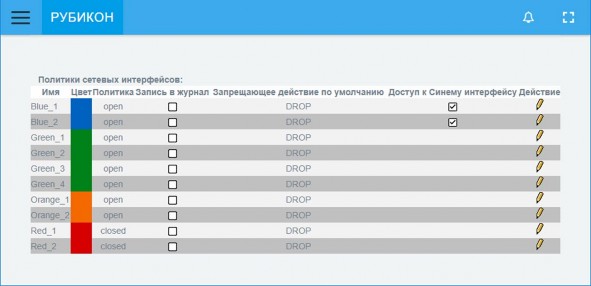 РУБИКОН
Политики сетевых интерфейсов:
Имя Цвет Политика Запись в журнал Запрещающее действие по умолчанию Доступ к Синему интерфейсу Действие
Blue_1 open DROP
Blue_2 open DROP
Green_1 open DROP
Green_2 open DROP
Green_3 open DROP
Green_4 open DROP
Orange_1 open DROP
Orange_2 open DROP
Red_1 closed DROP
Red_2 closed DROP